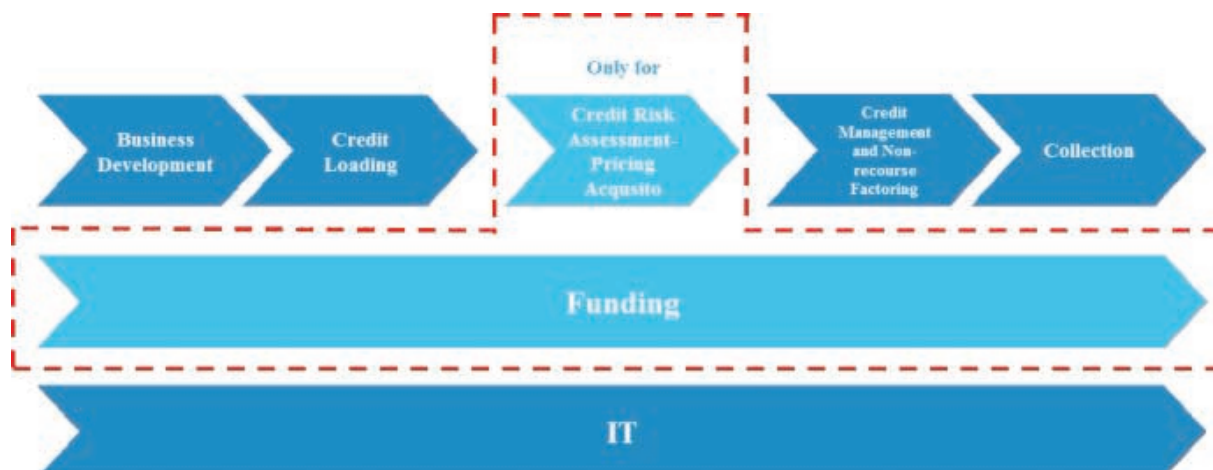 Only for
Business
Development
Credit
Loading
Credit Risk
Assessment-
Pricing
Acqusito
Credit
Management
and Non-
recourse
Factoring
Collection
Funding
IT